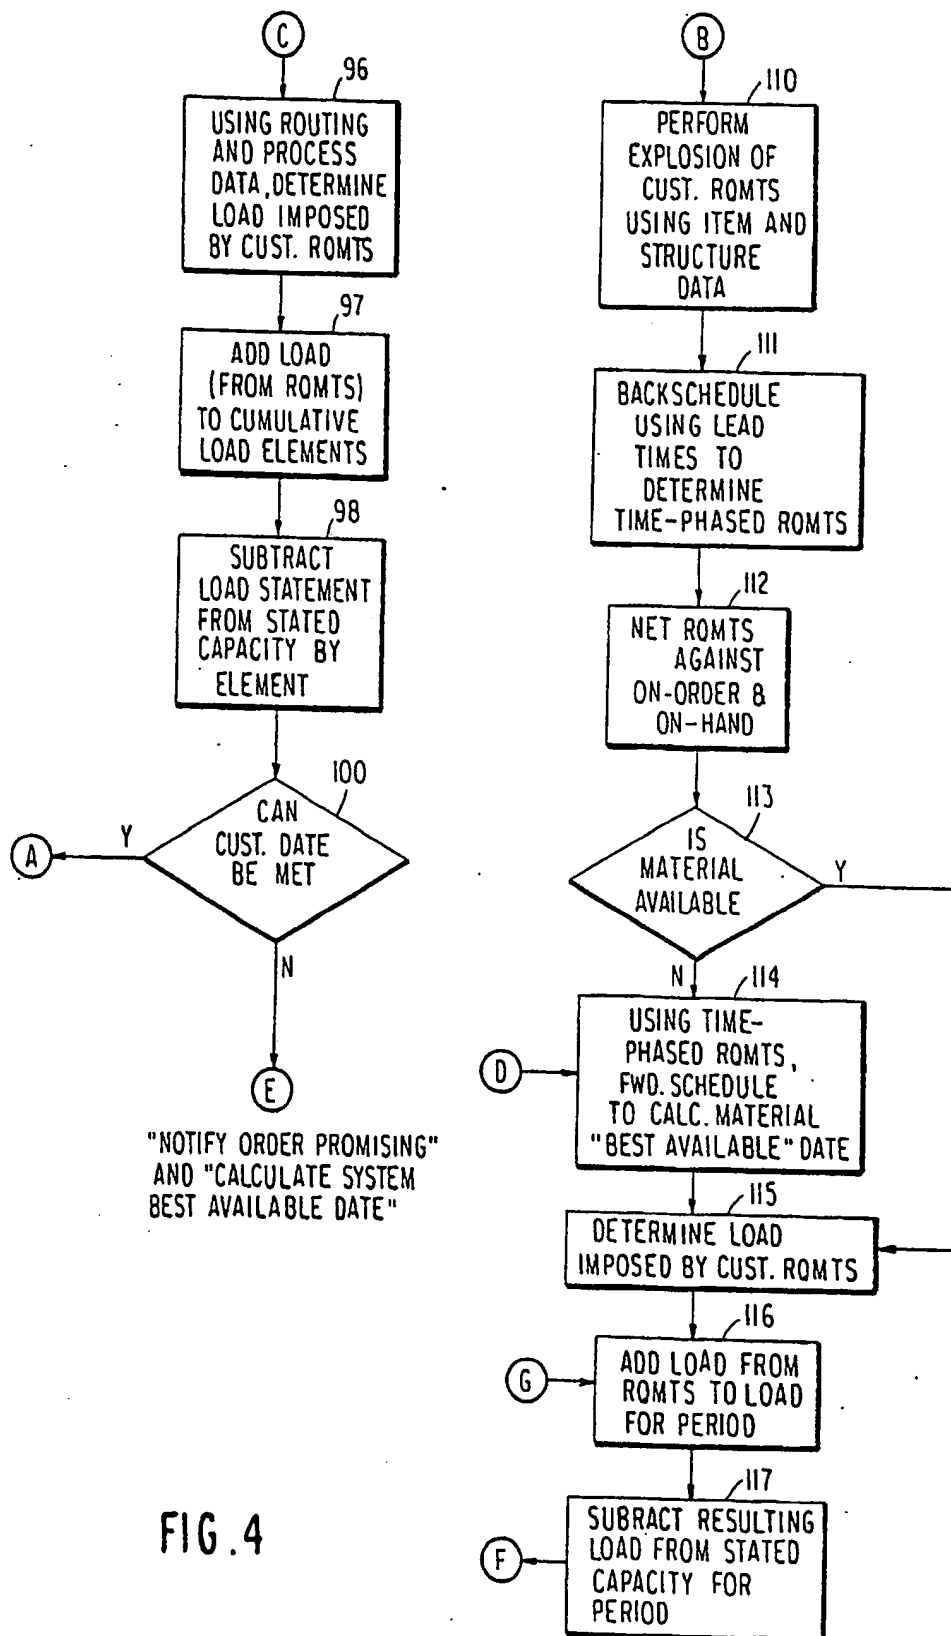 C
96
USING ROUTING
AND PROCESS
DATA, DETERMINE
LOAD IMPOSED
BY CUST. RQMTS
97
ADD LOAD
(FROM RQMTS)
TO CUMULATIVE
LOAD ELEMENTS
98
SUBTRACT
LOAD STATEMENT
FROM STATED
CAPACITY BY
ELEMENT
100
CAN
CUST. DATE
BE MET
Y
A
N
E
"NOTIFY ORDER PROMISING"
AND "CALCULATE SYSTEM
BEST AVAILABLE DATE"
B
110
PERFORM
EXPLOSION OF
CUST. RQMTS
USING ITEM AND
STRUCTURE
DATA
111
BACKSCHEDULE
USING LEAD
TIMES TO
DETERMINE
TIME-PHASED RQMTS
112
NET RQMTS
AGAINST
ON-ORDER &
ON-HAND
113
IS
MATERIAL
AVAILABLE
Y
N
114
USING TIME-
PHASED RQMTS,
FWD. SCHEDULE
TO CALC. MATERIAL
"BEST AVAILABLE" DATE
D
115
DETERMINE LOAD
IMPOSED BY CUST. RQMTS
116
ADD LOAD FROM
RQMTS TO LOAD
FOR PERIOD
G
117
SUBRACT RESULTING
LOAD FROM STATED
CAPACITY FOR
PERIOD
F
FIG. 4